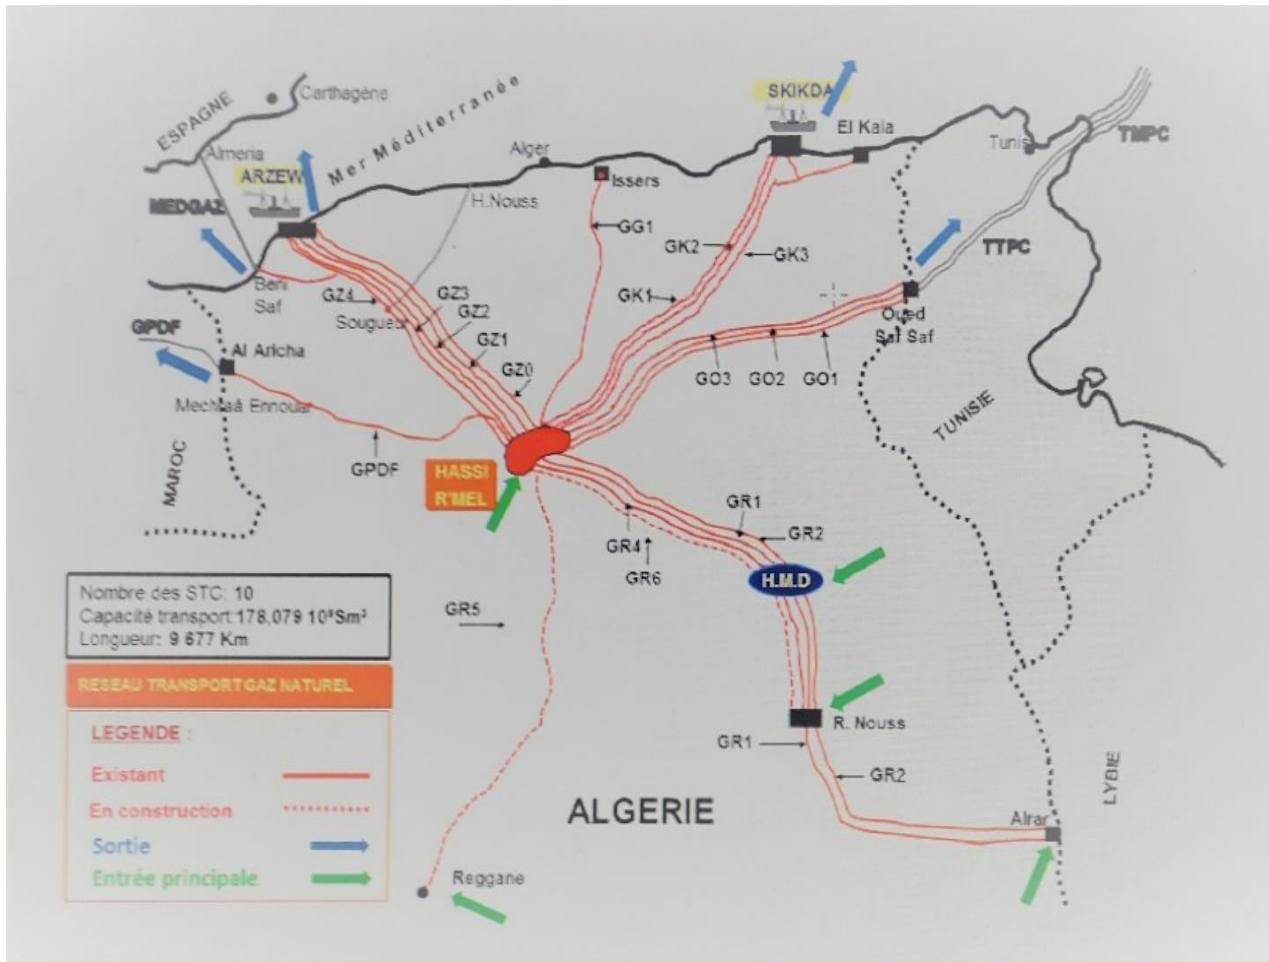 SKIKDA
Carthagène
ESPAGNE
Mer Méditerranée
El Kala
TMPC
Tunis
Almeria
Alger
ARZEW
Issers
H.Nouss
MEDGAZ
GG1
GK2
GK3
TTPC
Beni
Saf
GZ4
GZ3
GK1
GZ2
Sougueur
Oued
Saf Saf
GPDF
GZ1
Al Aricha
GZ0
GO3
GO2
GO1
Mechtaâ Ennouar
TUNISIE
MAROC
GPDF
HASSI
R'MEL
GR1
GR2
GR4
GR6
H.M.D
Nombre des STC: 10
Capacité transport:178,079 10⁹Sm³
Longueur: 9 677 Km
GR5
RESEAU TRANSPORT GAZ NATUREL
LEGENDE :
Existant
En construction
Sortie
Entrée principale
R. Nouss
GR1
GR2
LYBIE
ALGERIE
Alrar
Reggane